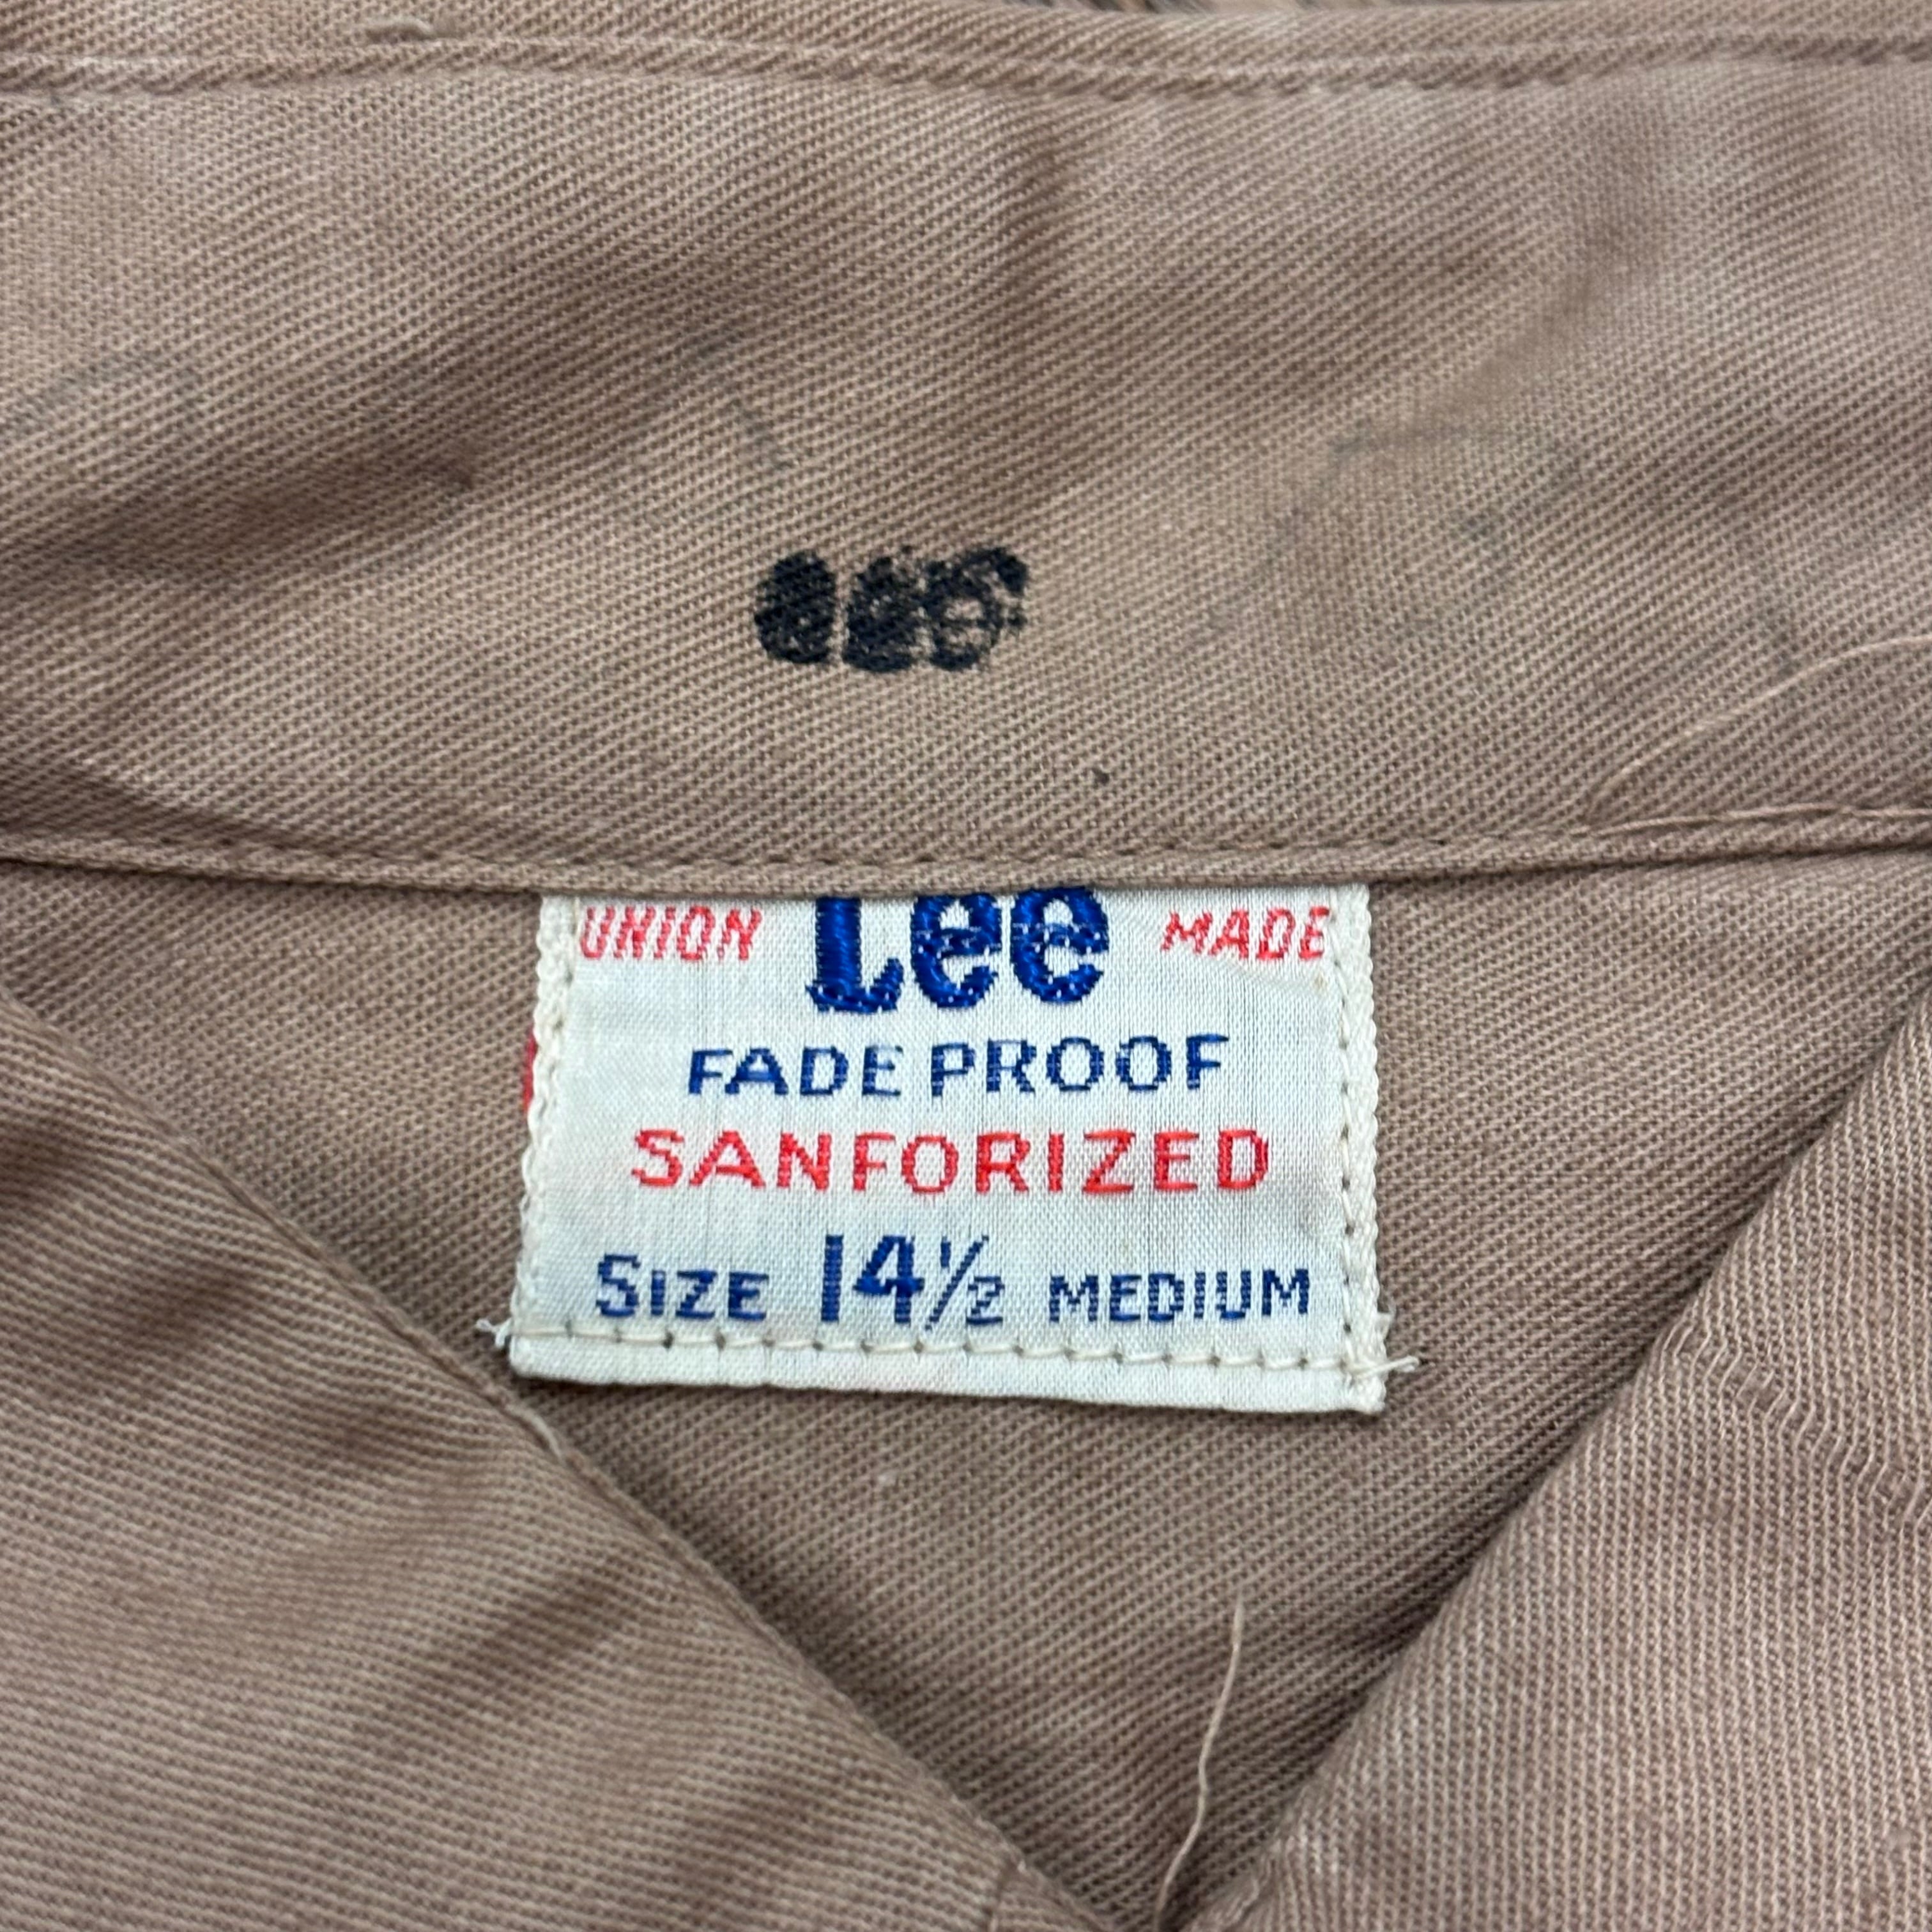 UNION Lee MADE
FADE PROOF
SANFORIZED
SIZE 14½ MEDIUM